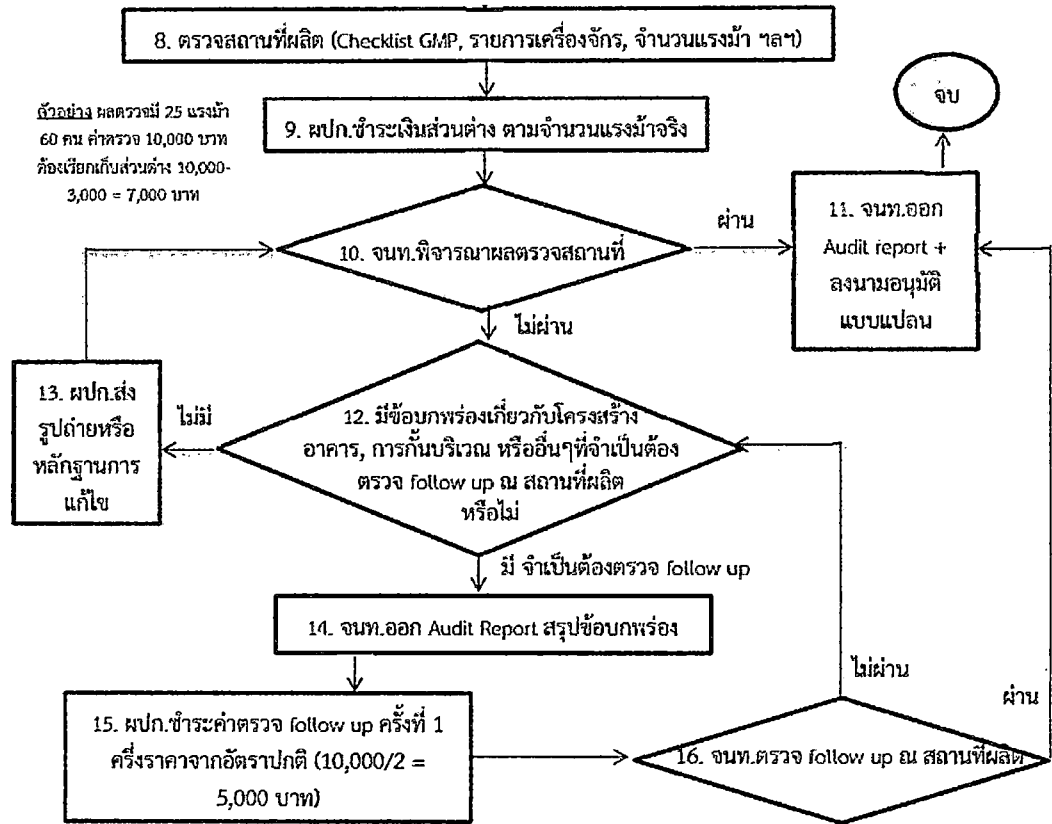 8. ตรวจสถานที่ผลิต (Checklist GMP, รายการเครื่องจักร, จำนวนแรงม้า ฯลฯ)
จบ
ตัวอย่าง ผลตรวจมี 25 แรงม้า
60 คน ค่าตรวจ 10,000 บาท
ต้องเรียกเก็บส่วนต่าง 10,000-
3,000 = 7,000 บาท
9. ผปก.ชำระเงินส่วนต่าง ตามจำนวนแรงม้าจริง
10. จนท.พิจารณาผลตรวจสถานที่
ผ่าน
11. จนท.ออก
Audit report +
ลงนามอนุมัติ
แบบแปลน
ไม่ผ่าน
12. มีข้อบกพร่องเกี่ยวกับโครงสร้าง
อาคาร, การกั้นบริเวณ หรืออื่นๆที่จำเป็นต้อง
ตรวจ follow up ณ สถานที่ผลิต
หรือไม่
ไม่มี
13. ผปก.ส่ง
รูปถ่ายหรือ
หลักฐานการ
แก้ไข
มี จำเป็นต้องตรวจ follow up
14. จนท.ออก Audit Report สรุปข้อบกพร่อง
15. ผปก.ชำระค่าตรวจ follow up ครั้งที่ 1
ครึ่งราคาจากอัตราปกติ (10,000/2 =
5,000 บาท)
16. จนท.ตรวจ follow up ณ สถานที่ผลิต
ไม่ผ่าน
ผ่าน